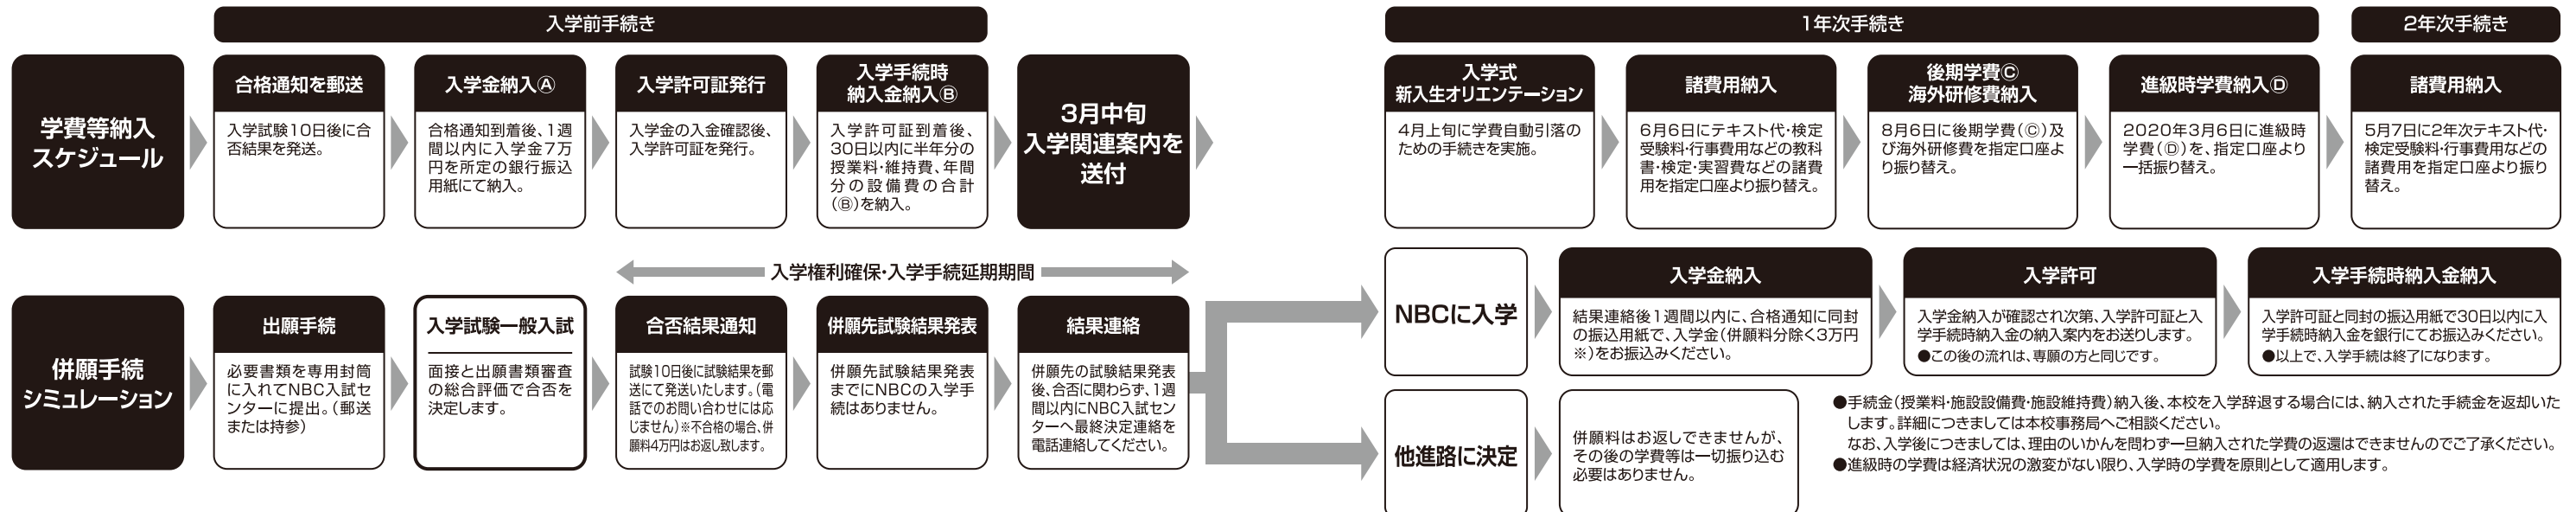 入学前手続き
1年次手続き
2年次手続き
学費等納入
スケジュール
合格通知を郵送
入学試験10日後に合
否結果を発送。
入学金納入Ⓐ
合格通知到着後、1週
間以内に入学金7万
円を所定の銀行振込
用紙にて納入。
入学許可証発行
入学金の入金確認後、
入学許可証を発行。
入学手続時
納入金納入Ⓑ
入学許可証到着後、
30日以内に半年分の
授業料・維持費、年間
分の設備費の合計
（Ⓑ）を納入。
3月中旬
入学関連案内を
送付
入学式
新入生オリエンテーション
4月上旬に学費自動引落の
ための手続きを実施。
諸費用納入
6月6日にテキスト代・検定
受験料・行事費用などの教科
書・検定・実習費などの諸費
用を指定口座より振り替え。
後期学費Ⓒ
海外研修費納入
8月6日に後期学費（Ⓒ）及
び海外研修費を指定口座よ
り振り替え。
進級時学費納入Ⓓ
2020年3月6日に進級時
学費（Ⓓ）を、指定口座より
一括振り替え。
諸費用納入
5月7日に2年次テキスト代・
検定受験料・行事費用などの
諸費用を指定口座より振り
替え。
入学権利確保・入学手続延期期間
併願手続
シミュレーション
出願手続
必要書類を専用封筒
に入れてNBC入試セ
ンターに提出。（郵送
または持参）
入学試験一般入試
面接と出願書類審査
の総合評価で合否を
決定します。
合否結果通知
試験10日後に試験結果を郵
送にて発送いたします。（電
話でのお問い合わせには応
じません）※不合格の場合、併
願料4万円はお返し致します。
併願先試験結果発表
併願先試験結果発表
までにNBCの入学手
続はありません。
結果連絡
併願先の試験結果発表
後、合否に関わらず、1週
間以内にNBC入試セン
ターへ最終決定連絡を
電話連絡してください。
NBCに入学
入学金納入
結果連絡後1週間以内に、合格通知に同封
の振込用紙で、入学金（併願料分除く3万円
※）をお振込みください。
入学許可
入学金納入が確認され次第、入学許可証と入
学手続時納入金の納入案内をお送りします。
●この後の流れは、専願の方と同じです。
入学手続時納入金納入
入学許可証と同封の振込用紙で30日以内に入
学手続時納入金を銀行にてお振込みください。
●以上で、入学手続は終了になります。
他進路に決定
併願料はお返しできませんが、
その後の学費等は一切振り込む
必要はありません。
●手続金（授業料・施設設備費・施設維持費）納入後、本校を入学辞退する場合には、納入された手続金を返却いた
します。詳細につきましては本校事務局へご相談ください。
なお、入学後につきましては、理由のいかんを問わず一旦納入された学費の返還はできませんのでご了承ください。
●進級時の学費は経済状況の激変がない限り、入学時の学費を原則として適用します。